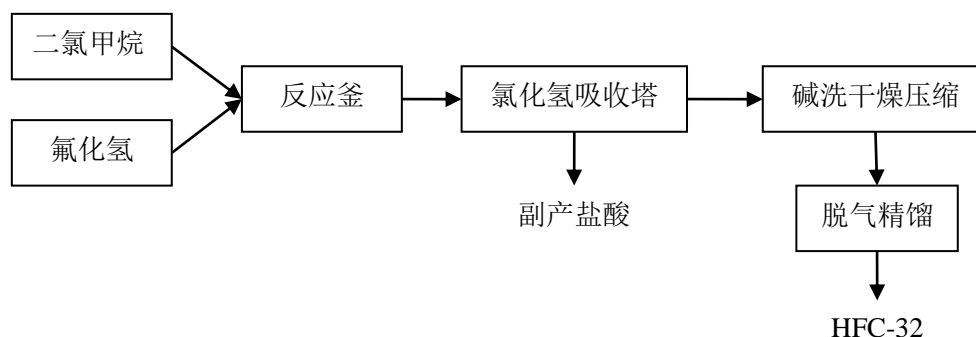 二氯甲烷
氟化氢
反应釜
氯化氢吸收塔
碱洗干燥压缩
副产盐酸
脱气精馏
HFC-32